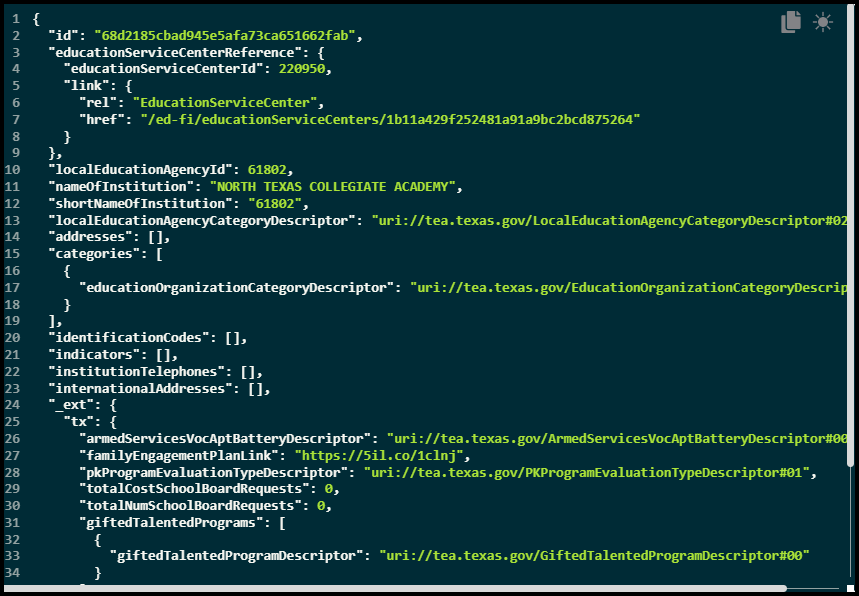 1 {
2 "id": "68d2185cbad945e5afa73ca651662fab",
3 "educationServiceCenterReference": {
4 "educationServiceCenterId": 220950,
5 "link": {
6 "rel": "EducationServiceCenter",
7 "href": "/ed-fi/educationServiceCenters/1b11a429f252481a91a9bc2bcd875264"
8 }
9 },
10 "localEducationAgencyId": 61802,
11 "nameOfInstitution": "NORTH TEXAS COLLEGIATE ACADEMY",
12 "shortNameOfInstitution": "61802",
13 "localEducationAgencyCategoryDescriptor": "uri://tea.texas.gov/LocalEducationAgencyCategoryDescriptor#02
14 "addresses": [],
15 "categories": [
16 {
17 "educationOrganizationCategoryDescriptor": "uri://tea.texas.gov/EducationOrganizationCategoryDescrip
18 }
19 ],
20 "identificationCodes": [],
21 "indicators": [],
22 "institutionTelephones": [],
23 "internationalAddresses": [],
24 "_ext": {
25 "tx": {
26 "armedServicesVocAptBatteryDescriptor": "uri://tea.texas.gov/ArmedServicesVocAptBatteryDescriptor#00
27 "familyEngagementPlanLink": "https://5il.co/1clnj",
28 "pkProgramEvaluationTypeDescriptor": "uri://tea.texas.gov/PKProgramEvaluationTypeDescriptor#01",
29 "totalCostSchoolBoardRequests": 0,
30 "totalNumSchoolBoardRequests": 0,
31 "giftedTalentedPrograms": [
32 {
33 "giftedTalentedProgramDescriptor": "uri://tea.texas.gov/GiftedTalentedProgramDescriptor#00"
34 }